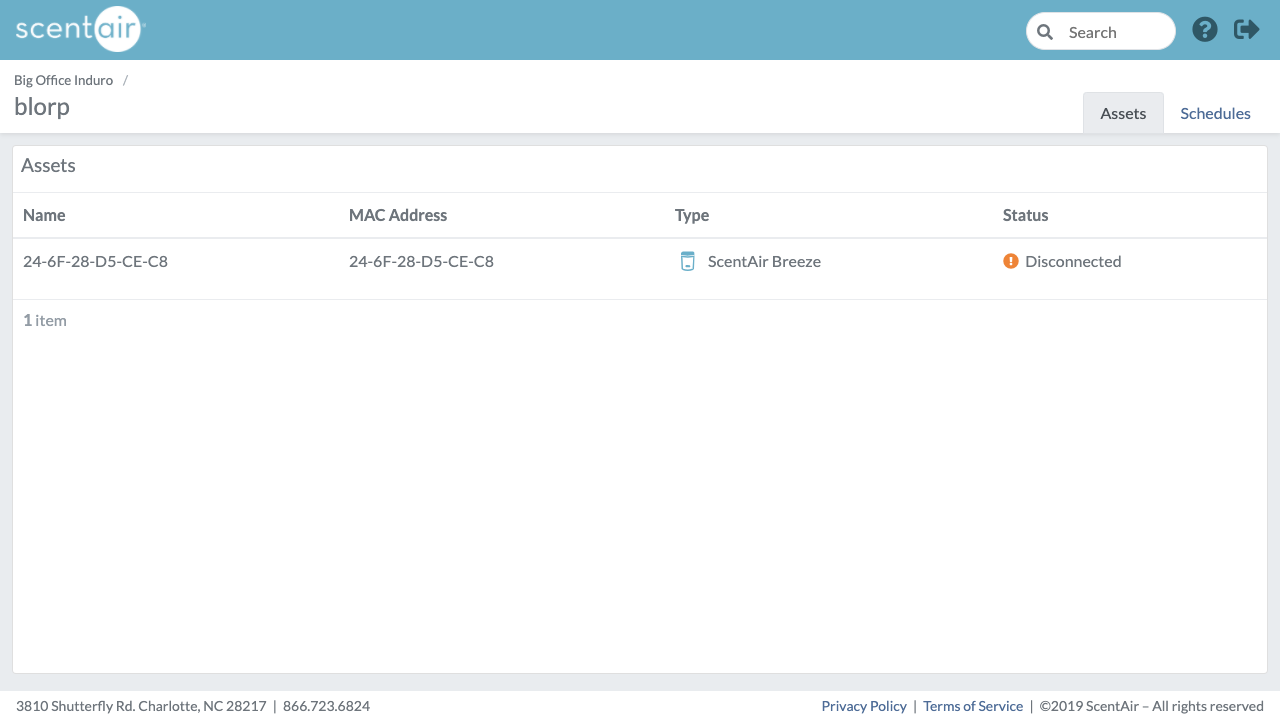 scentair
Search
Big Office Induro /
blorp
Assets Schedules
Assets
Name MAC Address Type Status
24-6F-28-D5-CE-C8 24-6F-28-D5-CE-C8 ScentAir Breeze Disconnected
1 item
3810 Shutterfly Rd. Charlotte, NC 28217 | 866.723.6824 Privacy Policy | Terms of Service | ©2019 ScentAir – All rights reserved